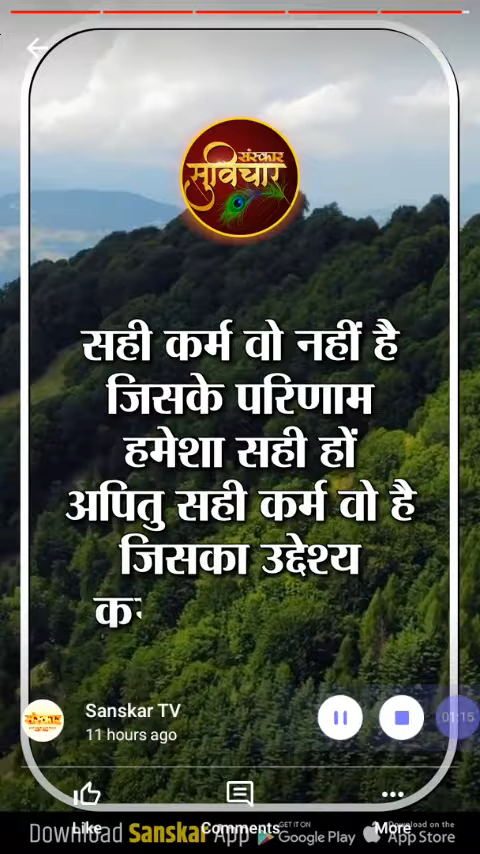 संस्कार
सुविचार
सही कर्म वो नहीं है
जिसके परिणाम
हमेशा सही हों
अपितु सही कर्म वो है
जिसका उद्देश्य
Sanskar TV
11 hours ago
01:15
Like Comments More
Download Sanskar App GET IT ON Google Play Download on the App Store